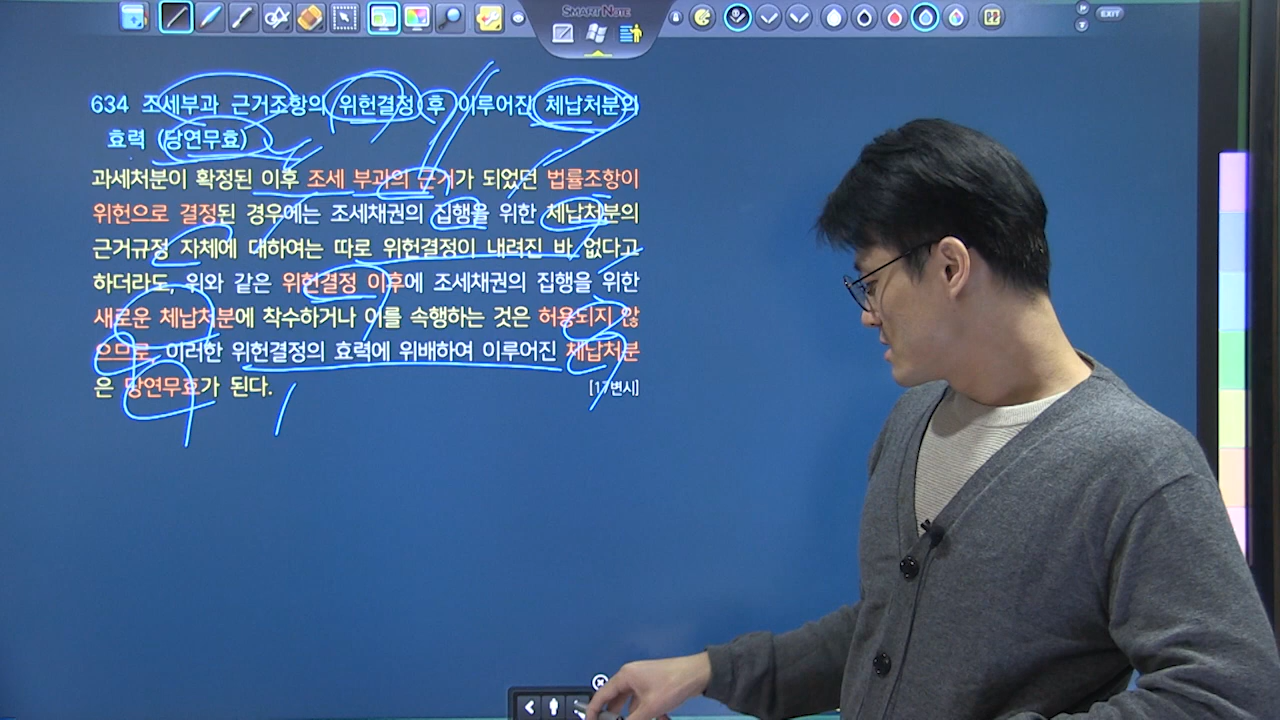 SMART NOTE
EXIT
634 조세부과 근거조항의 위헌결정 후 이루어진 체납처분의
효력 (당연무효)
과세처분이 확정된 이후 조세 부과의 근거가 되었던 법률조항이
위헌으로 결정된 경우에는 조세채권의 집행을 위한 체납처분의
근거규정 자체에 대하여는 따로 위헌결정이 내려진 바 없다고
하더라도, 위와 같은 위헌결정 이후에 조세채권의 집행을 위한
새로운 체납처분에 착수하거나 이를 속행하는 것은 허용되지 않
으므로, 이러한 위헌결정의 효력에 위배하여 이루어진 체납처분
은 당연무효가 된다.
[17변시]